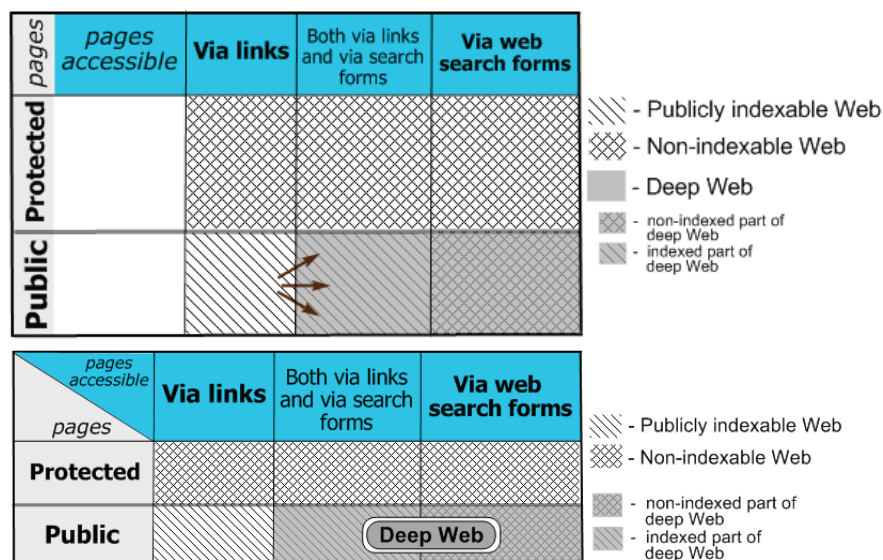 pages
pages
accessible
Via links
Both via links
and via search
forms
Via web
search forms
Protected
Public
- Publicly indexable Web
- Non-indexable Web
- Deep Web
- non-indexed part of
deep Web
- indexed part of
deep Web
pages
accessible
pages
Via links
Both via links
and via search
forms
Via web
search forms
Protected
Public
Deep Web
- Publicly indexable Web
- Non-indexable Web
- non-indexed part of
deep Web
- indexed part of
deep Web